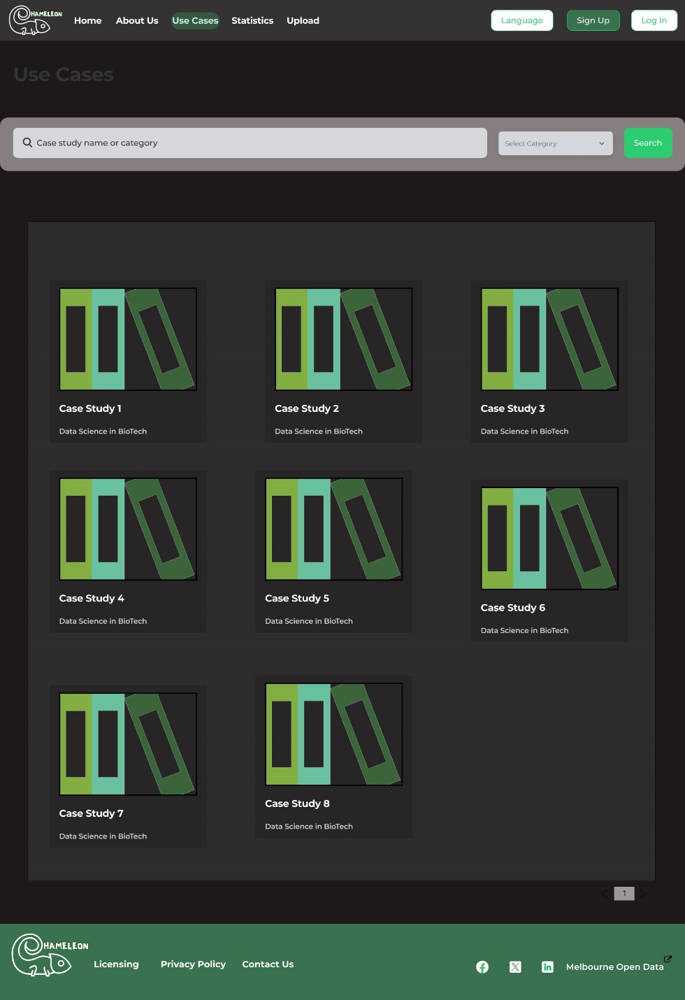 HAMELEON
Home About Us Use Cases Statistics Upload Language Sign Up Log In
Use Cases
Case study name or category Select Category Search
Case Study 1 Case Study 2 Case Study 3
Data Science in BioTech Data Science in BioTech Data Science in BioTech
Case Study 4 Case Study 5 Case Study 6
Data Science in BioTech Data Science in BioTech Data Science in BioTech
Case Study 7 Case Study 8
Data Science in BioTech Data Science in BioTech
1
HAMELEON
Licensing Privacy Policy Contact Us Melbourne Open Data